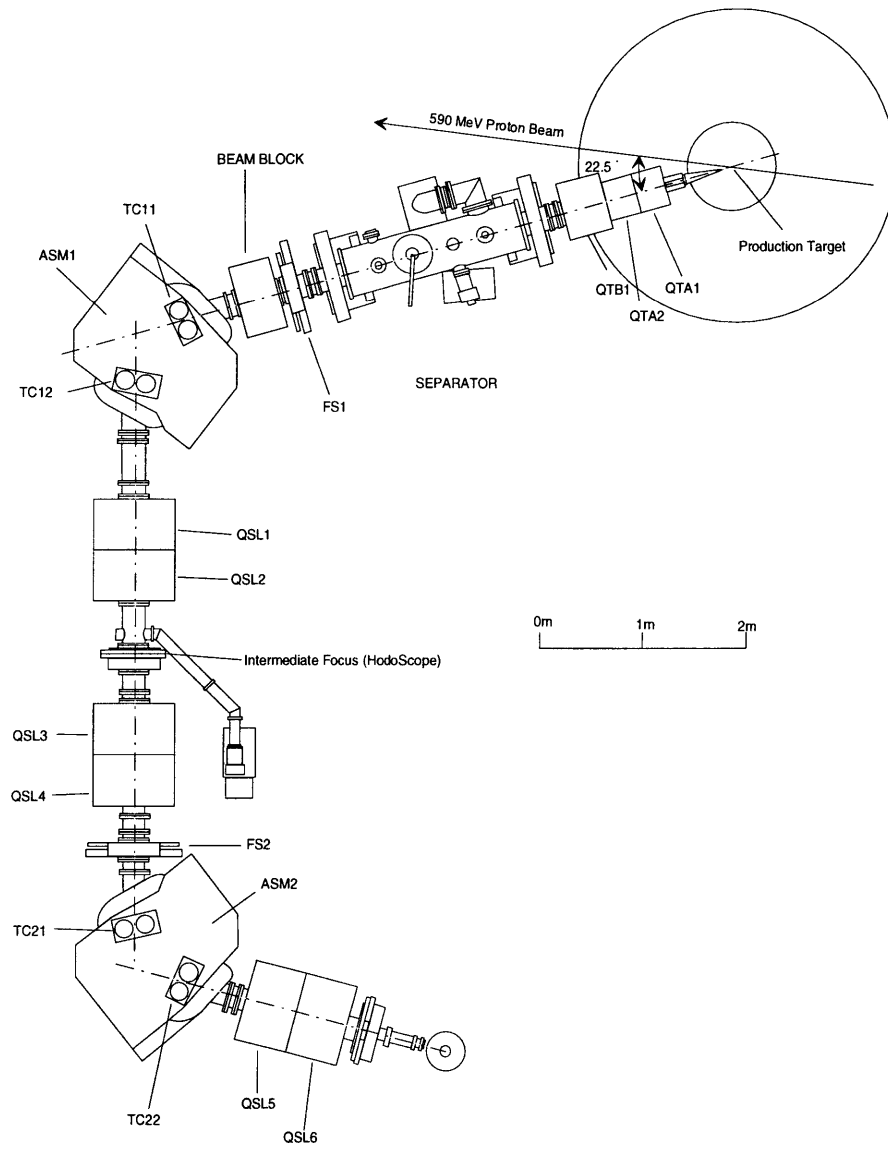 590 MeV Proton Beam
BEAM BLOCK
22.5
TC11
Production Target
ASM1
QTA1
QTB1
QTA2
TC12
SEPARATOR
FS1
QSL1
QSL2
0m 1m 2m
Intermediate Focus (HodoScope)
QSL3
QSL4
FS2
ASM2
TC21
QSL5
TC22
QSL6